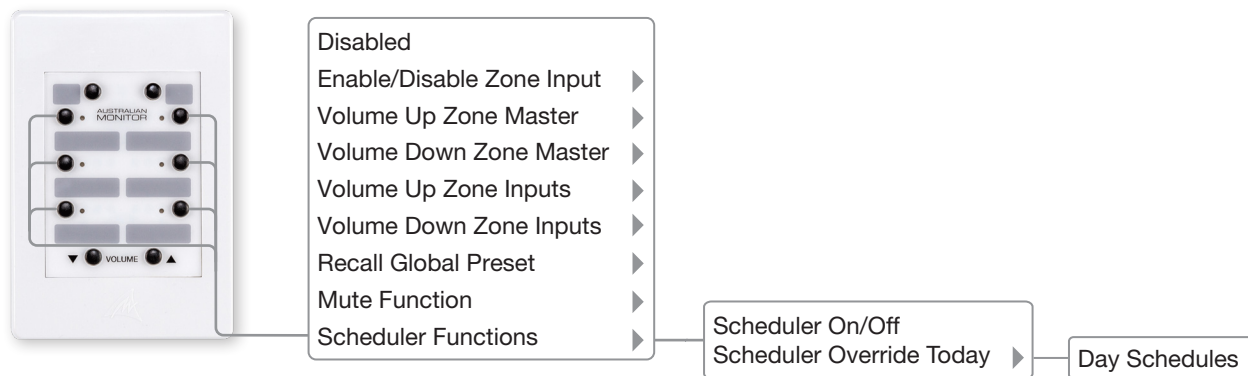 AUSTRALIAN
MONITOR
VOLUME
Disabled
Enable/Disable Zone Input
Volume Up Zone Master
Volume Down Zone Master
Volume Up Zone Inputs
Volume Down Zone Inputs
Recall Global Preset
Mute Function
Scheduler Functions
Scheduler On/Off
Scheduler Override Today
Day Schedules